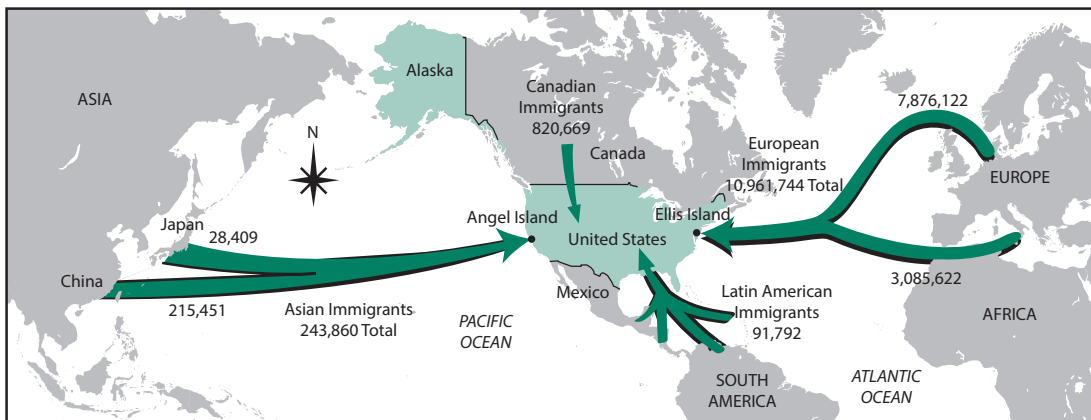 Alaska
ASIA
Canadian
Immigrants
820,669
7,876,122
N
Canada
European
Immigrants
10,961,744 Total
EUROPE
Japan
28,409
Angel Island
Ellis Island
United States
China
215,451
Asian Immigrants
243,860 Total
Mexico
Latin American
Immigrants
91,792
3,085,622
AFRICA
PACIFIC
OCEAN
SOUTH
AMERICA
ATLANTIC
OCEAN